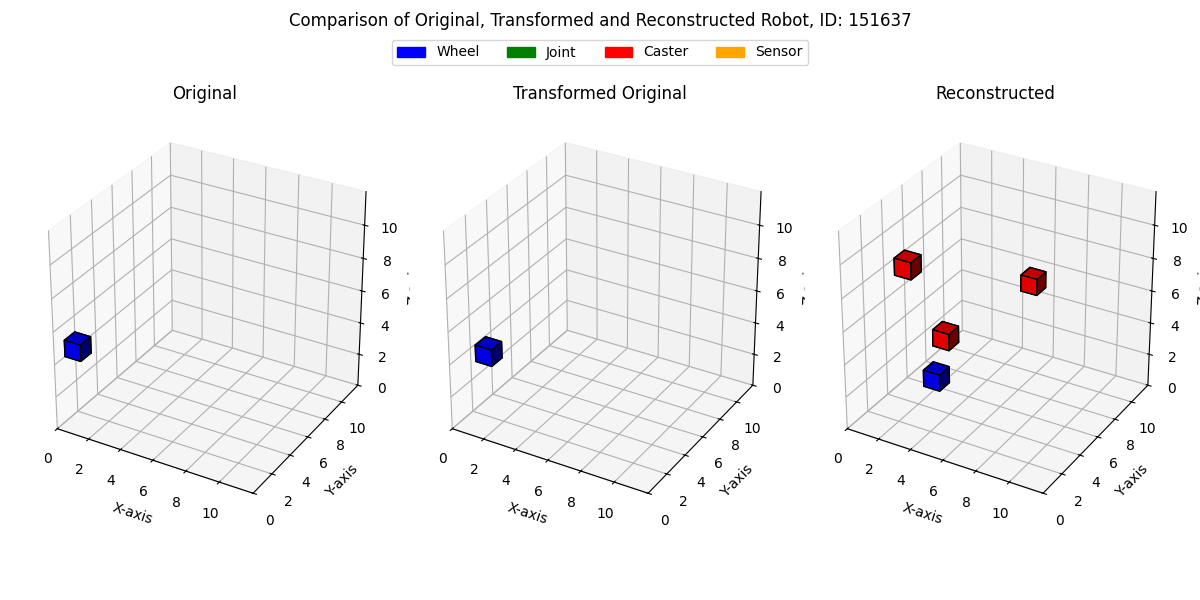 Comparison of Original, Transformed and Reconstructed Robot, ID: 151637
Wheel Joint Caster Sensor
Original
Transformed Original
Reconstructed
0 2 4 6 8 10
X-axis
0 2 4 6 8 10
Y-axis
0 2 4 6 8 10
0 2 4 6 8 10
X-axis
0 2 4 6 8 10
Y-axis
0 2 4 6 8 10
0 2 4 6 8 10
X-axis
0 2 4 6 8 10
Y-axis
0 2 4 6 8 10